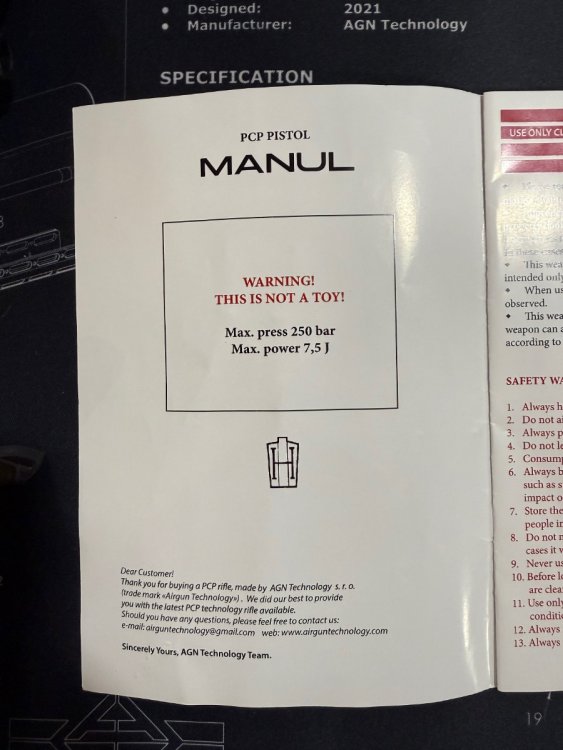 • Designed: 2021
• Manufacturer: AGN Technology
SPECIFICATION
PCP PISTOL
MANUL
WARNING!
THIS IS NOT A TOY!
Max. press 250 bar
Max. power 7,5 J
Dear Customer!
Thank you for buying a PCP rifle, made by AGN Technology s. r. o.
(trade mark «Airgun Technology») . We did our best to provide
you with the latest PCP technology rifle available.
Should you have any questions, please feel free to contact us:
e-mail: airguntechnology@gmail.com web: www.airguntechnology.com
Sincerely Yours, AGN Technology Team.
USE ONLY CL
• This wea
intended only
• When us
observed.
• This wea
weapon can a
according to
SAFETY WA
1. Always h
2. Do not ai
3. Always p
4. Do not le
5. Consump
6. Always b
such as s
impact o
7. Store the
people in
8. Do not m
cases it w
9. Never us
10. Before l
are clea
11. Use only
conditi
12. Always
13. Always
19